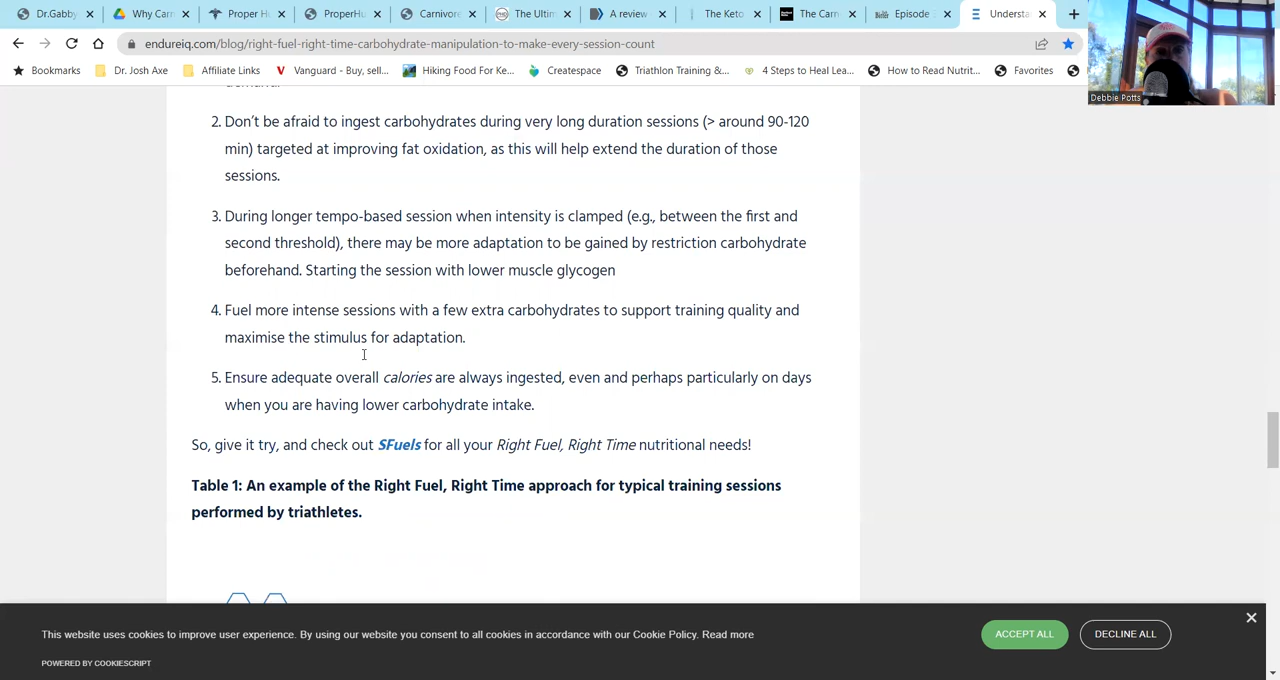 Dr.Gabby
Why Carn
Proper H
ProperHu
Carnivore
The Ultim
A review
The Keto
The Carn
Episode
Understa
endureiq.com/blog/right-fuel-right-time-carbohydrate-manipulation-to-make-every-session-count
Bookmarks
Dr. Josh Axe
Affiliate Links
Vanguard - Buy, sell...
Hiking Food For Ke...
Createspace
Triathlon Training &...
4 Steps to Heal Lea...
How to Read Nutrit...
Favorites
Debbie Potts
demand.
2. Don’t be afraid to ingest carbohydrates during very long duration sessions (> around 90-120
min) targeted at improving fat oxidation, as this will help extend the duration of those
sessions.
3. During longer tempo-based session when intensity is clamped (e.g., between the first and
second threshold), there may be more adaptation to be gained by restriction carbohydrate
beforehand. Starting the session with lower muscle glycogen
4. Fuel more intense sessions with a few extra carbohydrates to support training quality and
maximise the stimulus for adaptation.
5. Ensure adequate overall calories are always ingested, even and perhaps particularly on days
when you are having lower carbohydrate intake.
So, give it try, and check out SFuels for all your Right Fuel, Right Time nutritional needs!
Table 1: An example of the Right Fuel, Right Time approach for typical training sessions
performed by triathletes.
This website uses cookies to improve user experience. By using our website you consent to all cookies in accordance with our Cookie Policy. Read more
ACCEPT ALL
DECLINE ALL
POWERED BY COOKIESCRIPT